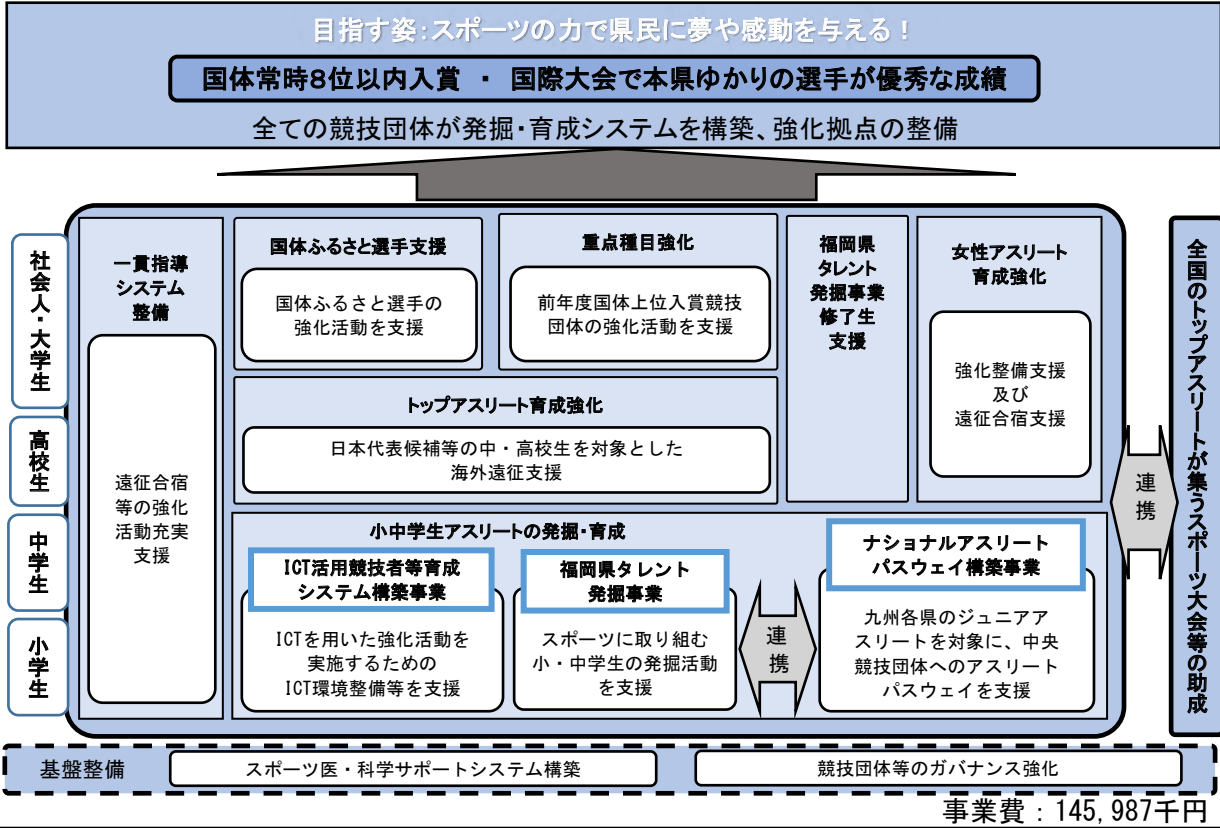 目指す姿:スポーツの力で県民に夢や感動を与える!
国体常時8位以内入賞 ・ 国際大会で本県ゆかりの選手が優秀な成績
全ての競技団体が発掘・育成システムを構築、強化拠点の整備
社会人・大学生
高校生
中学生
小学生
一貫指導
システム
整備
遠征合宿
等の強化
活動充実
支援
国体ふるさと選手支援
国体ふるさと選手の
強化活動を支援
重点種目強化
前年度国体上位入賞競技
団体の強化活動を支援
福岡県
タレント
発掘事業
修了生
支援
女性アスリート
育成強化
強化整備支援
及び
遠征合宿支援
トップアスリート育成強化
日本代表候補等の中・高校生を対象とした
海外遠征支援
小中学生アスリートの発掘・育成
ICT活用競技者等育成
システム構築事業
ICTを用いた強化活動を
実施するための
ICT環境整備等を支援
福岡県タレント
発掘事業
スポーツに取り組む
小・中学生の発掘活動
を支援
連
携
ナショナルアスリート
パスウェイ構築事業
九州各県のジュニアア
スリートを対象に、中央
競技団体へのアスリート
パスウェイを支援
連
携
全国のトップアスリートが集うスポーツ大会等の助成
基盤整備
スポーツ医・科学サポートシステム構築
競技団体等のガバナンス強化
事業費：145,987千円